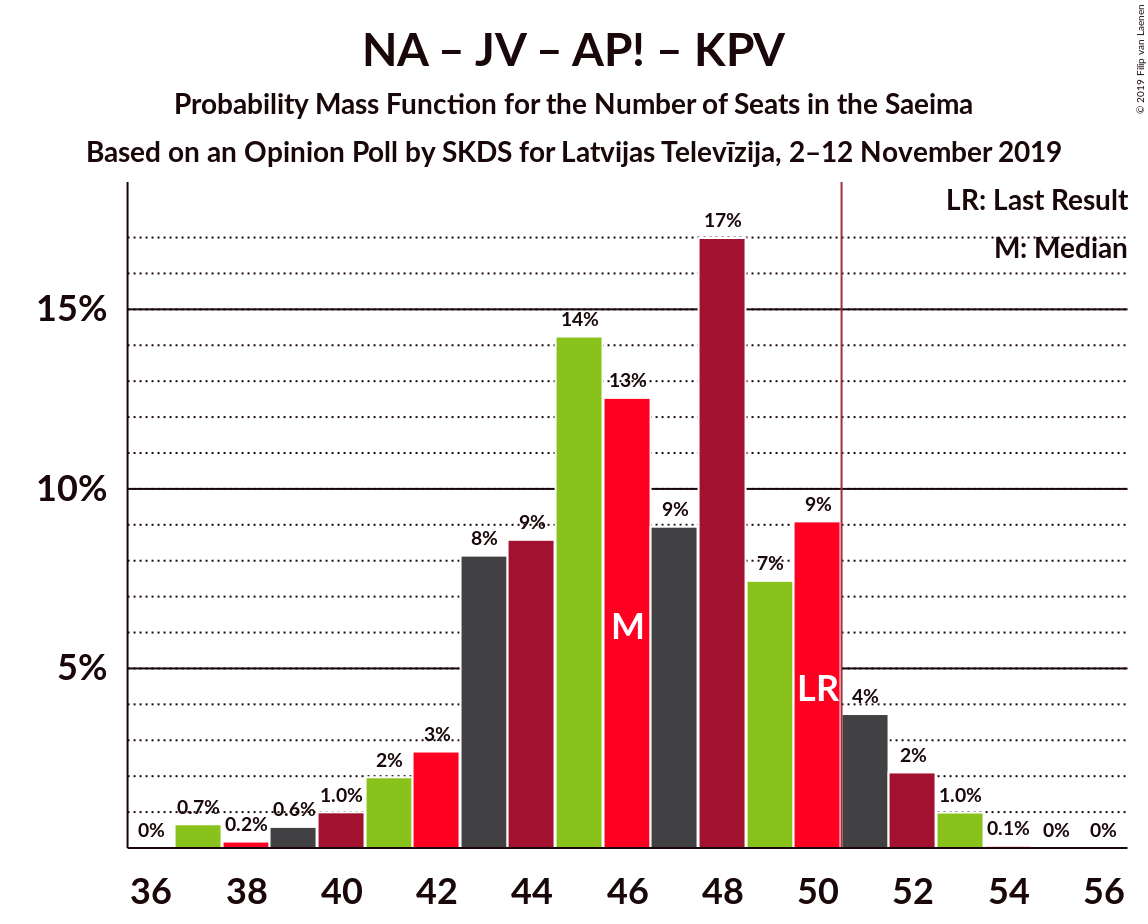 NA – JV – AP! – KPV
Probability Mass Function for the Number of Seats in the Saeima
Based on an Opinion Poll by SKDS for Latvijas Televīzija, 2–12 November 2019
© 2019 Filip van Laenen
LR: Last Result
M: Median
15%
10%
5%
0%
0.7%
0.2%
0.6%
1.0%
2%
3%
8%
9%
14%
13%
9%
17%
7%
9%
4%
2%
1.0%
0.1%
0%
0%
M
LR
36 38 40 42 44 46 48 50 52 54 56